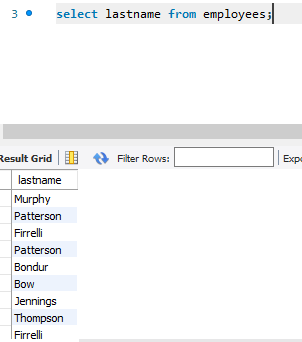 3 select lastname from employees;
Result Grid Filter Rows: Expo
lastname
Murphy
Patterson
Firrelli
Patterson
Bondur
Bow
Jennings
Thompson
Firrelli